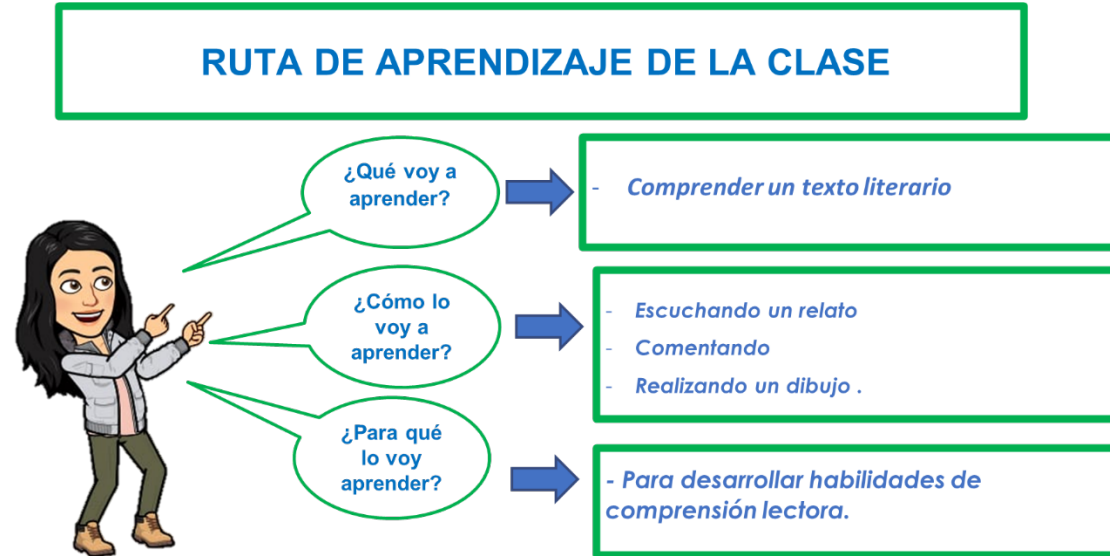 RUTA DE APRENDIZAJE DE LA CLASE
¿Qué voy a
aprender?
- Comprender un texto literario
¿Cómo lo
voy a
aprender?
- Escuchando un relato
- Comentando
- Realizando un dibujo .
¿Para qué
lo voy
aprender?
- Para desarrollar habilidades de
comprensión lectora.